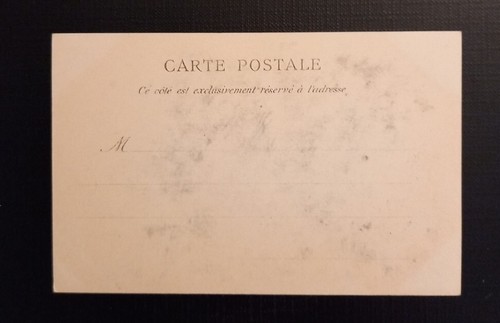 CARTE POSTALE
Ce côté est exclusivement réservé à l'adresse
M